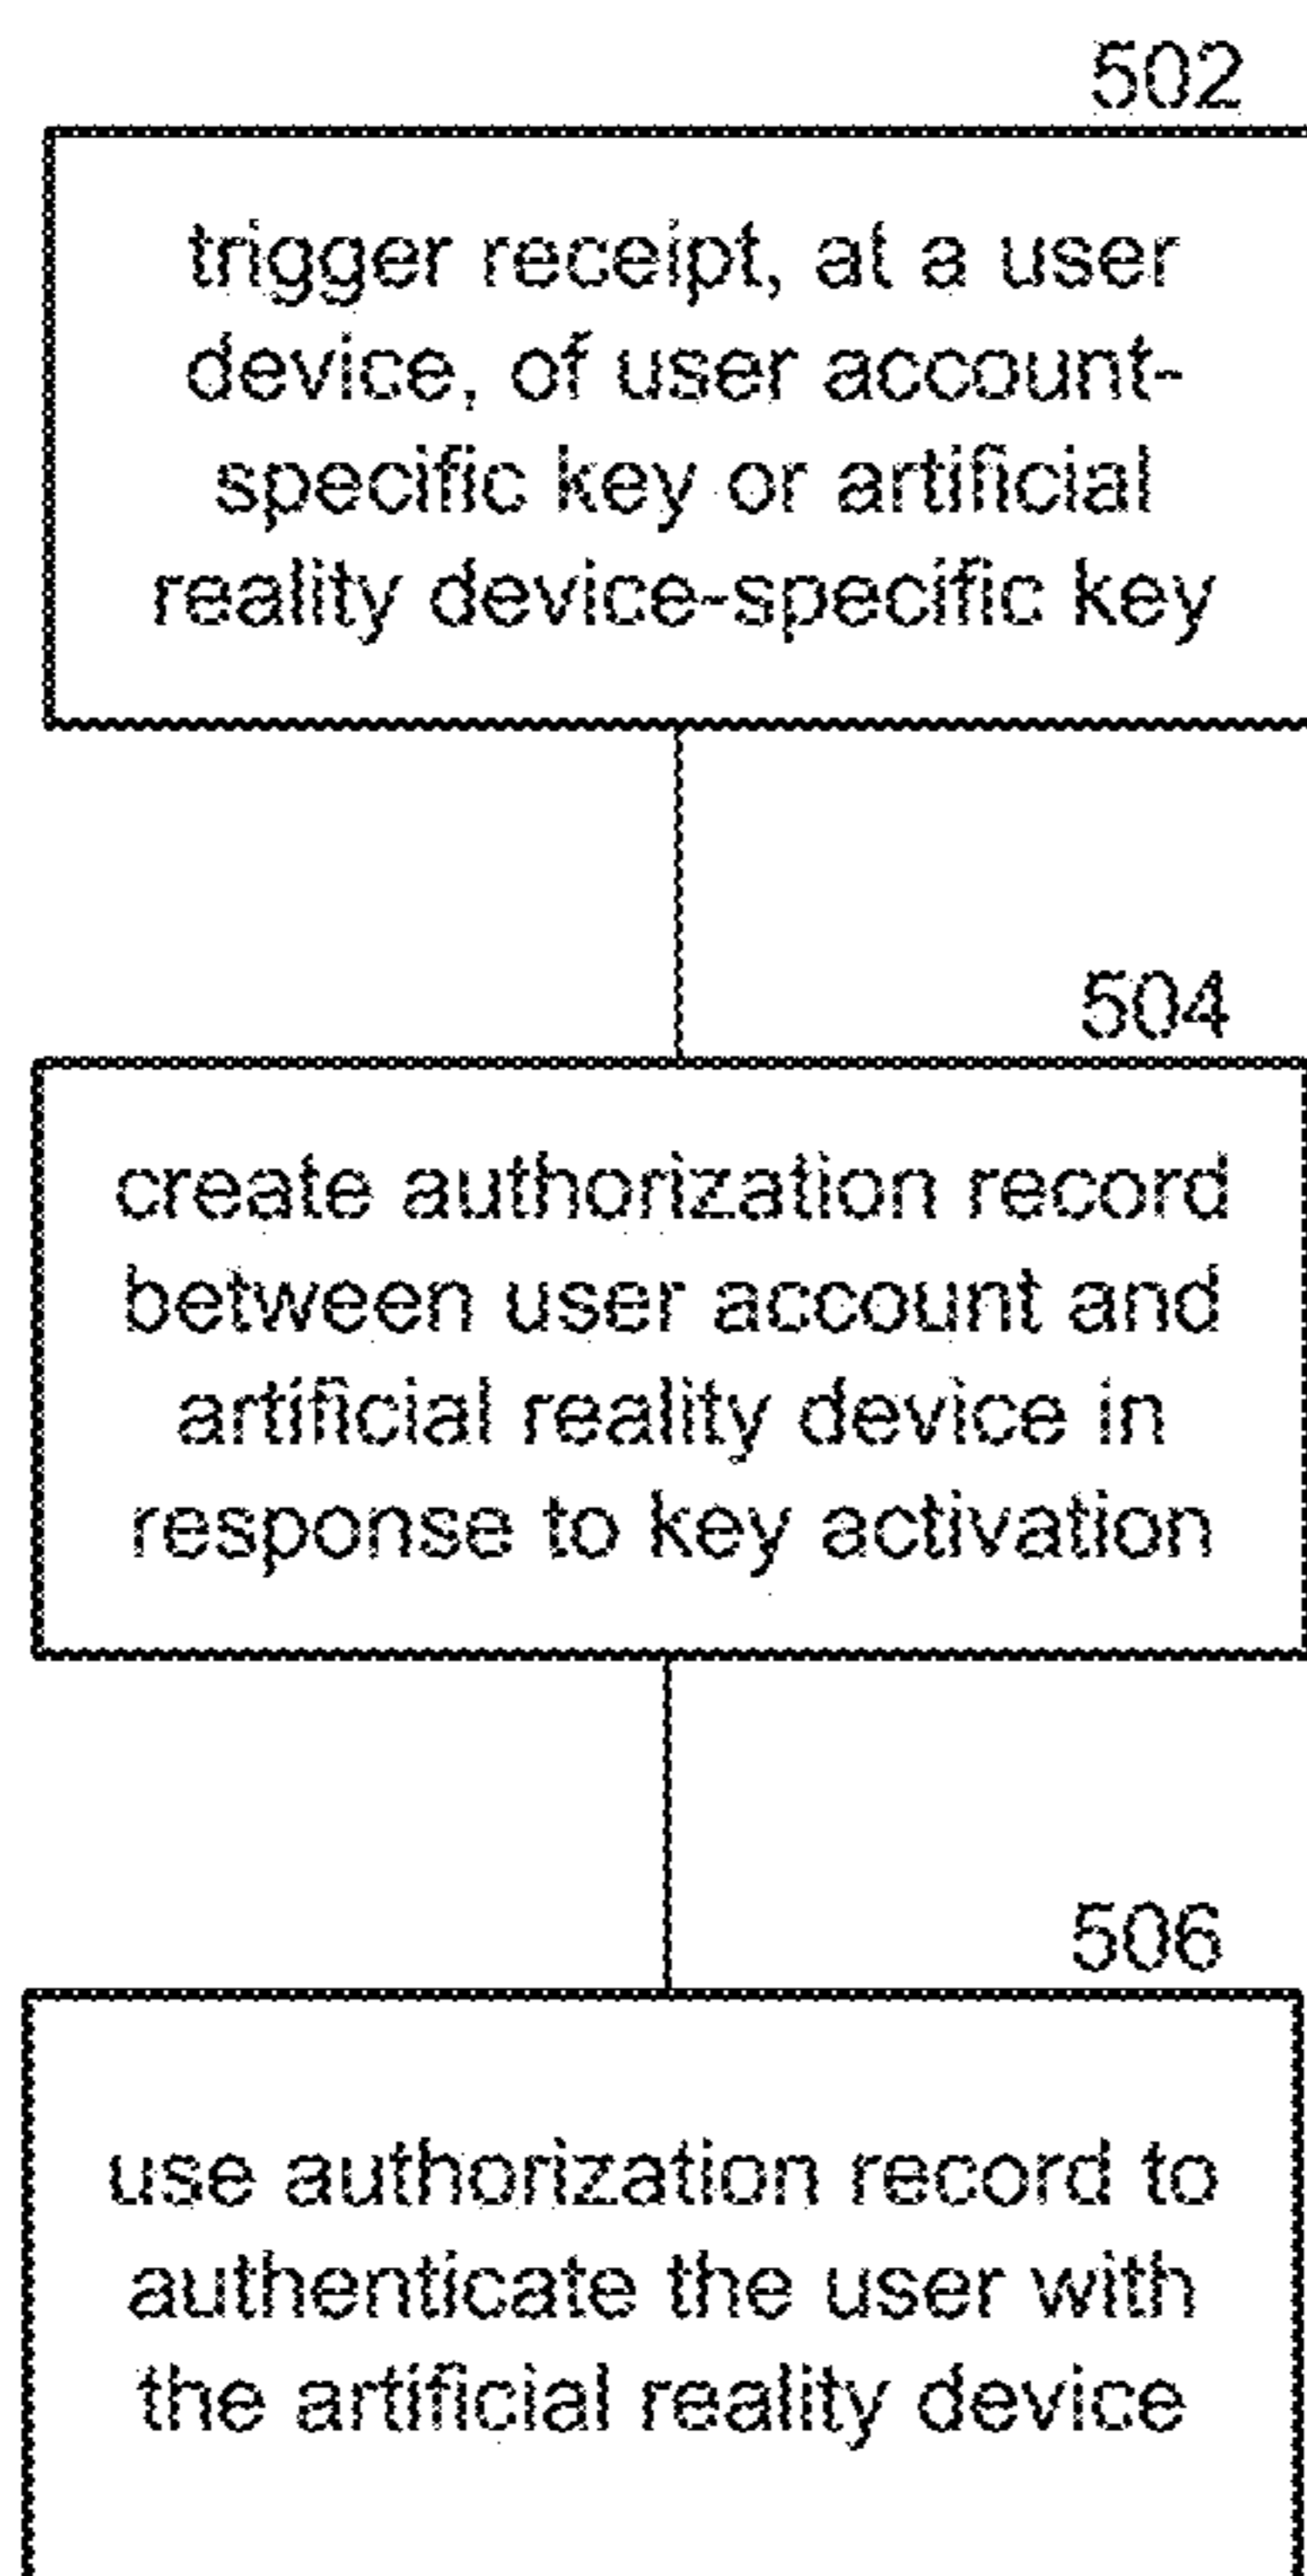 502
trigger receipt, at a user
device, of user account-
specific key or artificial
reality device-specific key
504
create authorization record
between user account and
artificial reality device in
response to key activation
506
use authorization record to
authenticate the user with
the artificial reality device